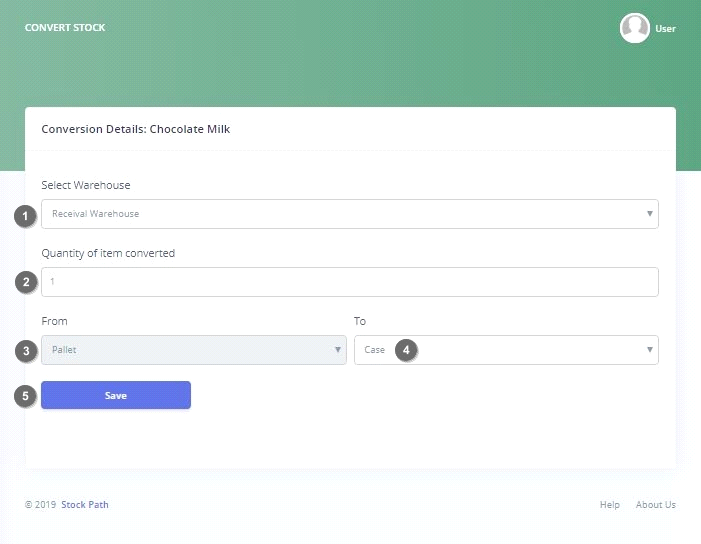 CONVERT STOCK
User
Conversion Details: Chocolate Milk
Select Warehouse
1 Receival Warehouse
Quantity of item converted
2 1
From To
3 Pallet Case 4
5 Save
© 2019 Stock Path Help About Us